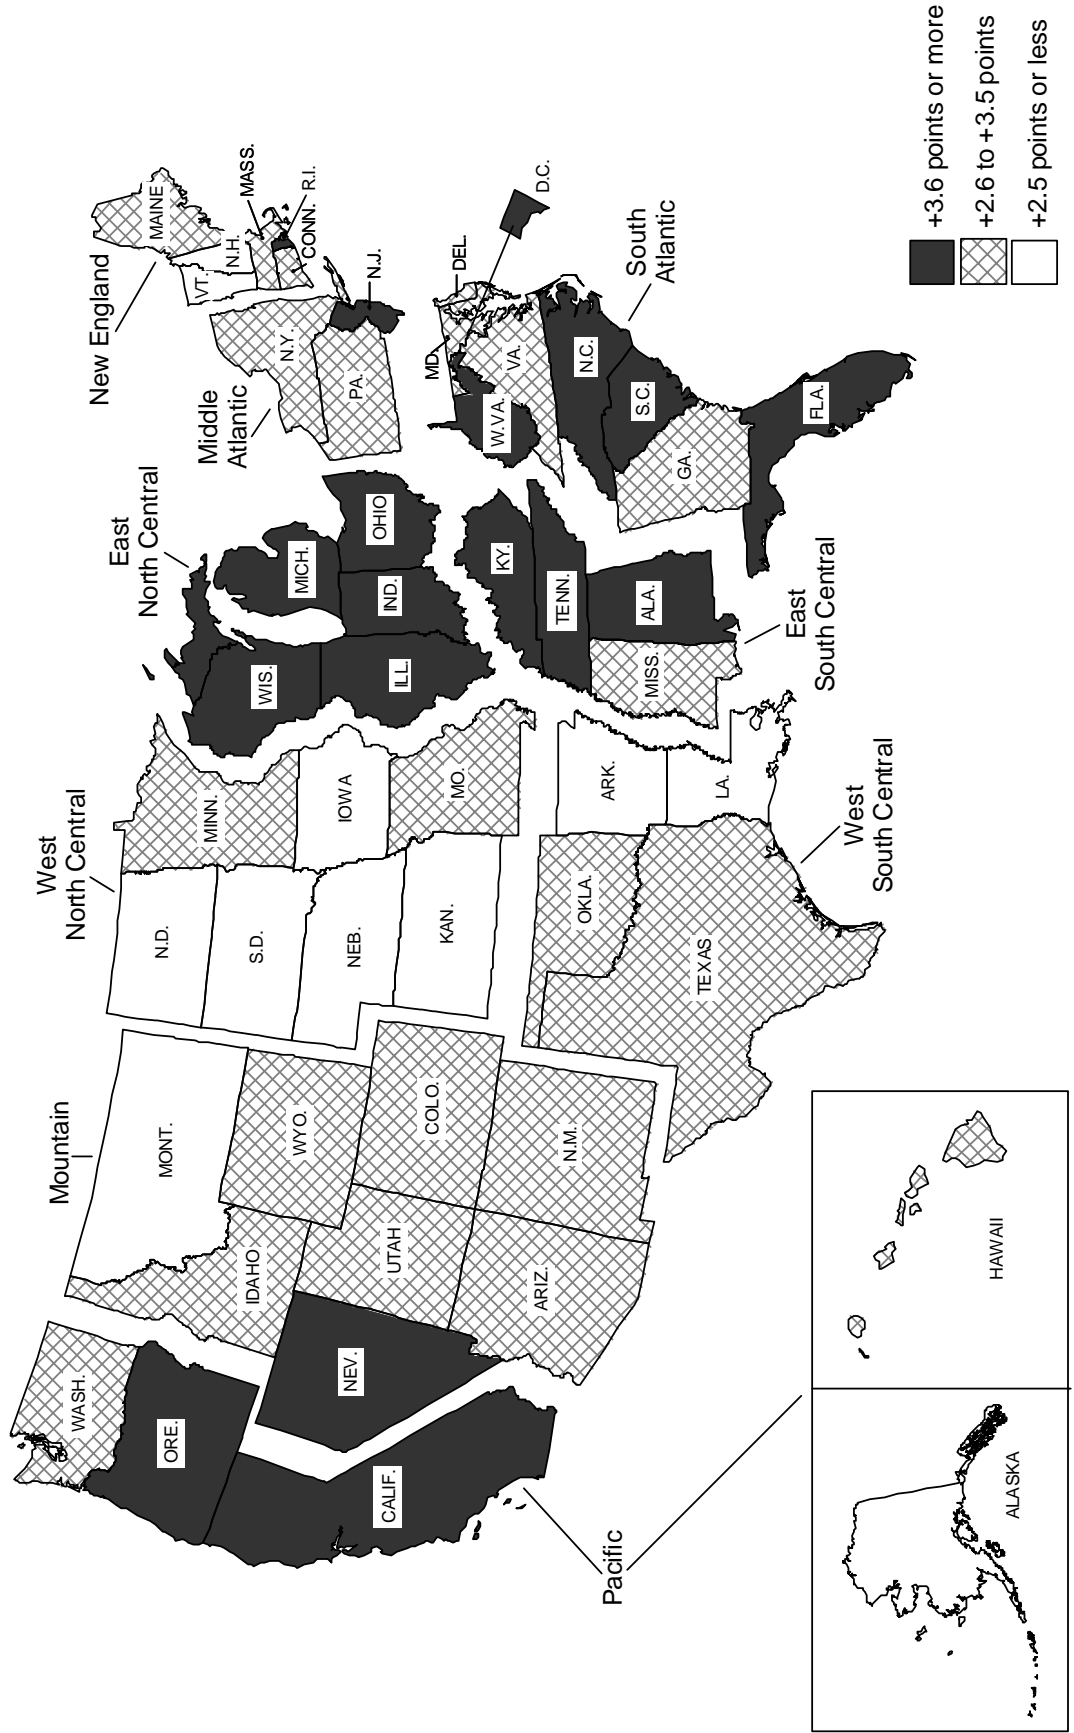 Pacific
Mountain
West
North Central
East
North Central
Middle
Atlantic
New England
WASH.
ORE.
CALIF.
NEV.
IDAHO
MONT.
WYO.
UTAH
COLO.
ARIZ.
N.M.
N.D.
S.D.
NEB.
KAN.
MINN.
IOWA
MO.
OKLA.
TEXAS
ARK.
LA.
WIS.
MICH.
ILL.
IND.
OHIO
KY.
TENN.
MISS.
ALA.
N.Y.
PA.
N.J.
VT.
N.H.
MAINE
MASS.
R.I.
CONN.
MD.
DEL.
D.C.
W.VA.
VA.
N.C.
S.C.
GA.
FLA.
West
South Central
East
South Central
South
Atlantic
ALASKA
HAWAII
+3.6 points or more
+2.6 to +3.5 points
+2.5 points or less